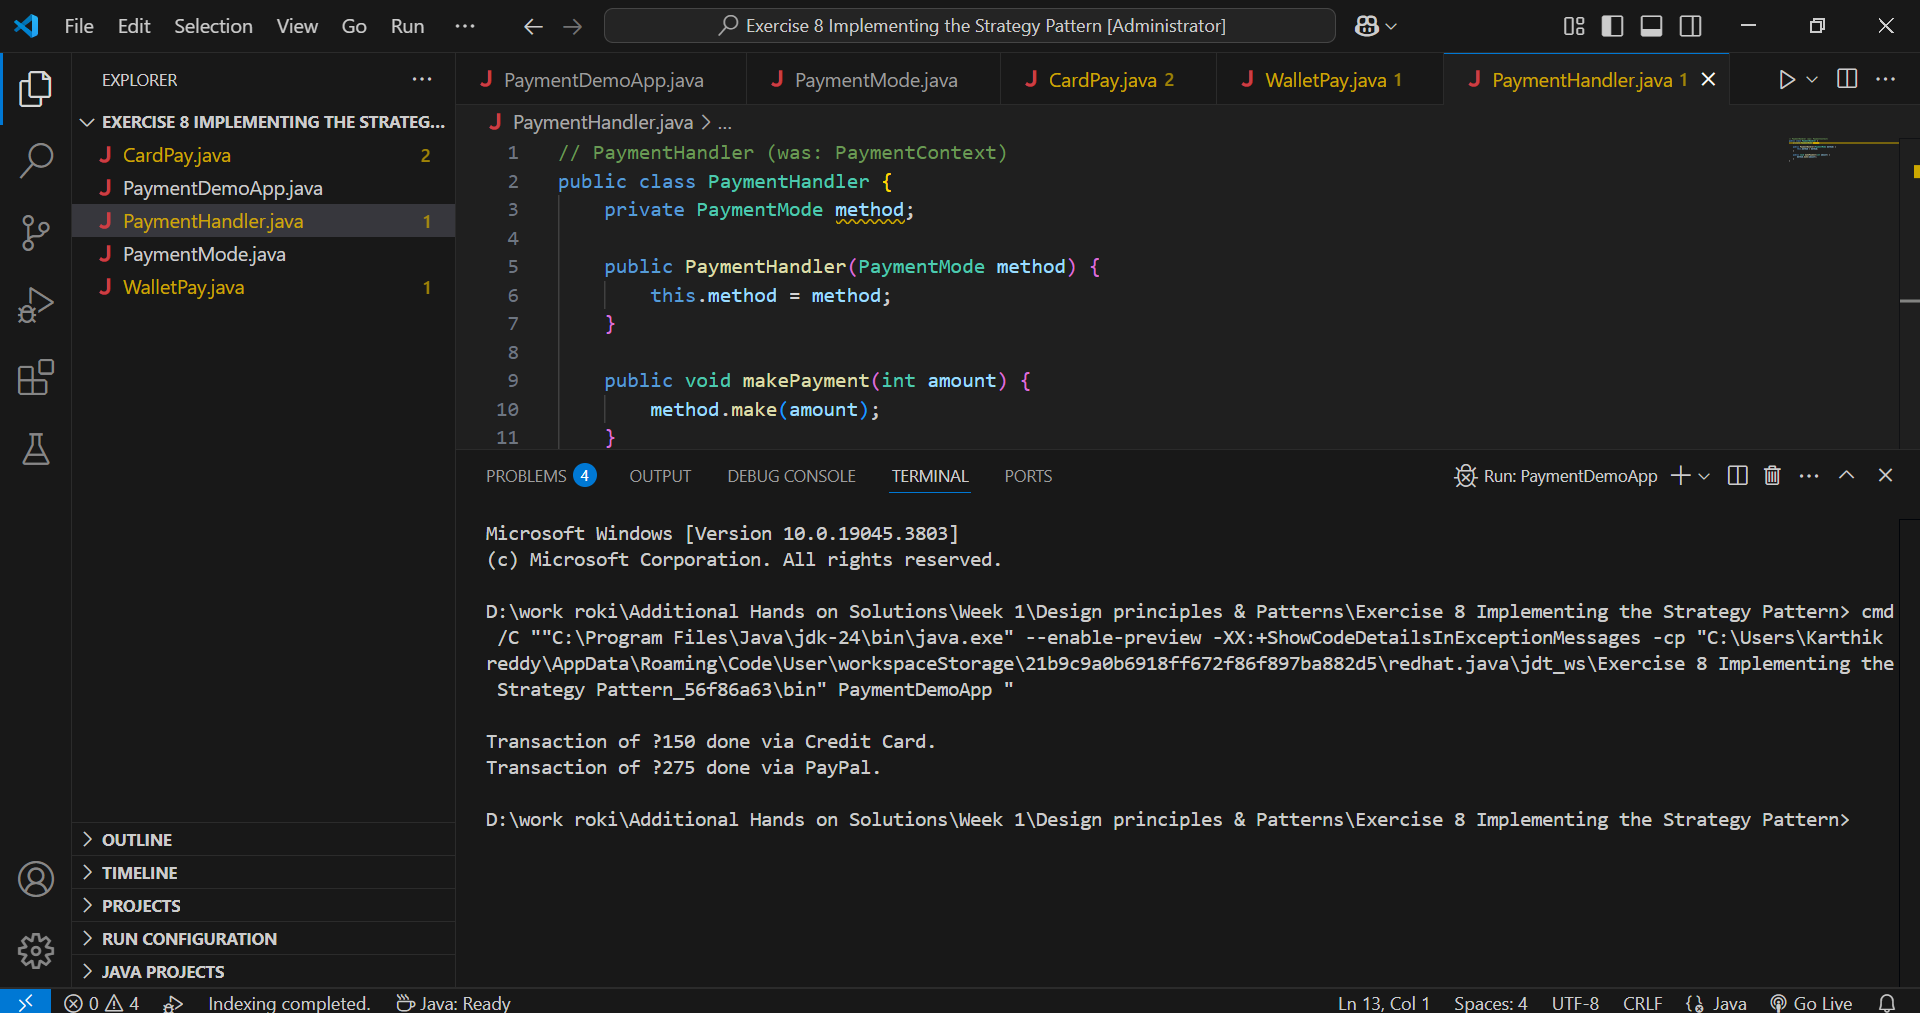 File Edit Selection View Go Run ··· Exercise 8 Implementing the Strategy Pattern [Administrator]
EXPLORER ···
EXERCISE 8 IMPLEMENTING THE STRATEG...
J CardPay.java 2
J PaymentDemoApp.java
J PaymentHandler.java 1
J PaymentMode.java
J WalletPay.java 1
OUTLINE
TIMELINE
PROJECTS
RUN CONFIGURATION
JAVA PROJECTS
J PaymentDemoApp.java J PaymentMode.java J CardPay.java 2 J WalletPay.java 1 J PaymentHandler.java 1
J PaymentHandler.java > ...
1 // PaymentHandler (was: PaymentContext)
2 public class PaymentHandler {
3 private PaymentMode method;
4
5 public PaymentHandler(PaymentMode method) {
6 this.method = method;
7 }
8
9 public void makePayment(int amount) {
10 method.make(amount);
11 }
PROBLEMS 4 OUTPUT DEBUG CONSOLE TERMINAL PORTS Run: PaymentDemoApp
Microsoft Windows [Version 10.0.19045.3803]
(c) Microsoft Corporation. All rights reserved.
D:\work roki\Additional Hands on Solutions\Week 1\Design principles & Patterns\Exercise 8 Implementing the Strategy Pattern> cmd
/C ""C:\Program Files\Java\jdk-24\bin\java.exe" --enable-preview -XX:+ShowCodeDetailsInExceptionMessages -cp "C:\Users\Karthik
reddy\AppData\Roaming\Code\User\workspaceStorage\21b9c9a0b6918ff672f86f897ba882d5\redhat.java\jdt_ws\Exercise 8 Implementing the
Strategy Pattern_56f86a63\bin" PaymentDemoApp "
Transaction of ?150 done via Credit Card.
Transaction of ?275 done via PayPal.
D:\work roki\Additional Hands on Solutions\Week 1\Design principles & Patterns\Exercise 8 Implementing the Strategy Pattern>
0 4 Indexing completed. Java: Ready Ln 13, Col 1 Spaces: 4 UTF-8 CRLF Java Go Live